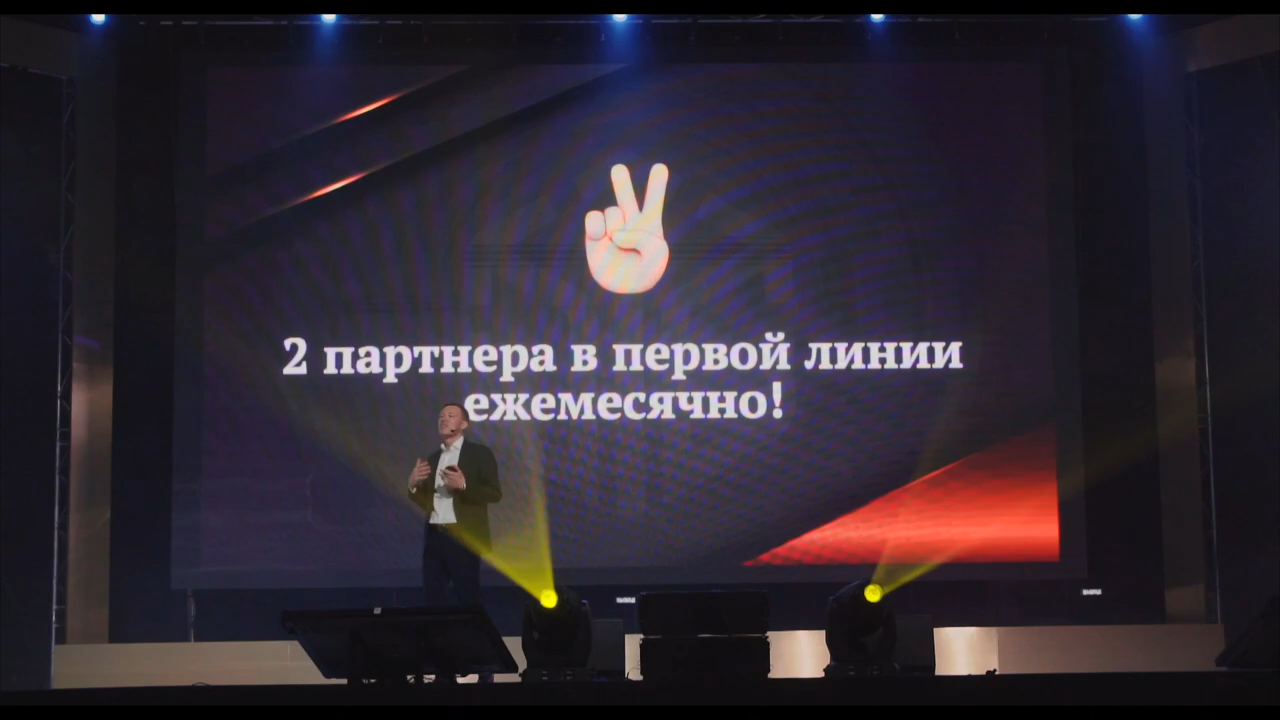 2 партнера в первой линии
ежемесячно!